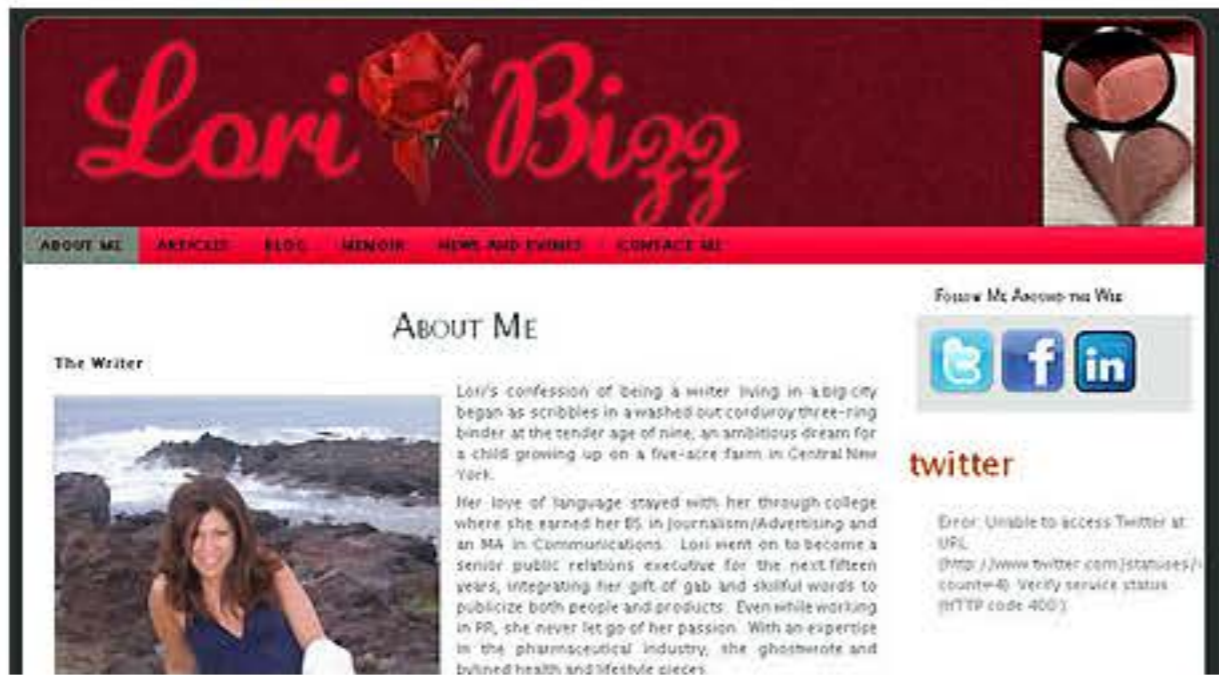 Lori Bizz
ABOUT ME ARTICLES BLOG MEMOIR NEWS AND EVENTS CONTACT ME
ABOUT ME
The Writer
Lori's confession of being a writer living in a big city
began as scribbles in a washed out corduroy three-ring
binder at the tender age of nine, an ambitious dream for
a child growing up on a five-acre farm in Central New
York.
Her love of language stayed with her through college
where she earned her BS in Journalism/Advertising and
an MA in Communications. Lori went on to become a
senior public relations executive for the next fifteen
years, integrating her gift of gab and skillful words to
publicize both people and products. Even while working
in PR, she never let go of her passion. With an expertise
in the pharmaceutical industry, she ghostwrote and
bylined health and lifestyle pieces
FOLLOW ME AROUND THE WEB
t f in
twitter
Error: Unable to access Twitter at
URL
(http://www.twitter.com/statuses/
count=4). Verify service status
(HTTP code 400).